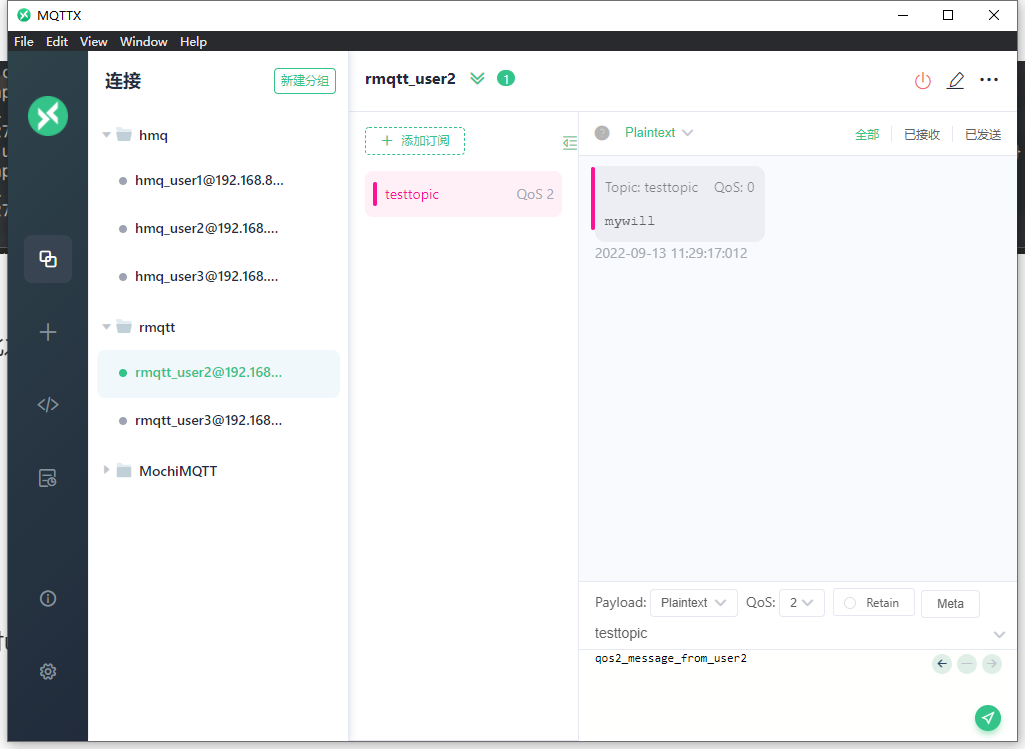 MQTTX
File Edit View Window Help
连接
新建分组
hmq
hmq_user1@192.168.8...
hmq_user2@192.168....
hmq_user3@192.168....
rmqtt
rmqtt_user2@192.168...
rmqtt_user3@192.168...
MochiMQTT
rmqtt_user2 1
+ 添加订阅
testtopic QoS 2
Plaintext 全部 已接收 已发送
Topic: testtopic QoS: 0
mywill
2022-09-13 11:29:17:012
Payload: Plaintext QoS: 2 Retain Meta
testtopic
qos2_message_from_user2